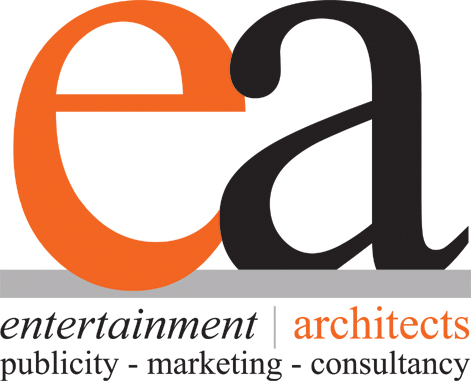 ea
entertainment | architects
publicity - marketing - consultancy